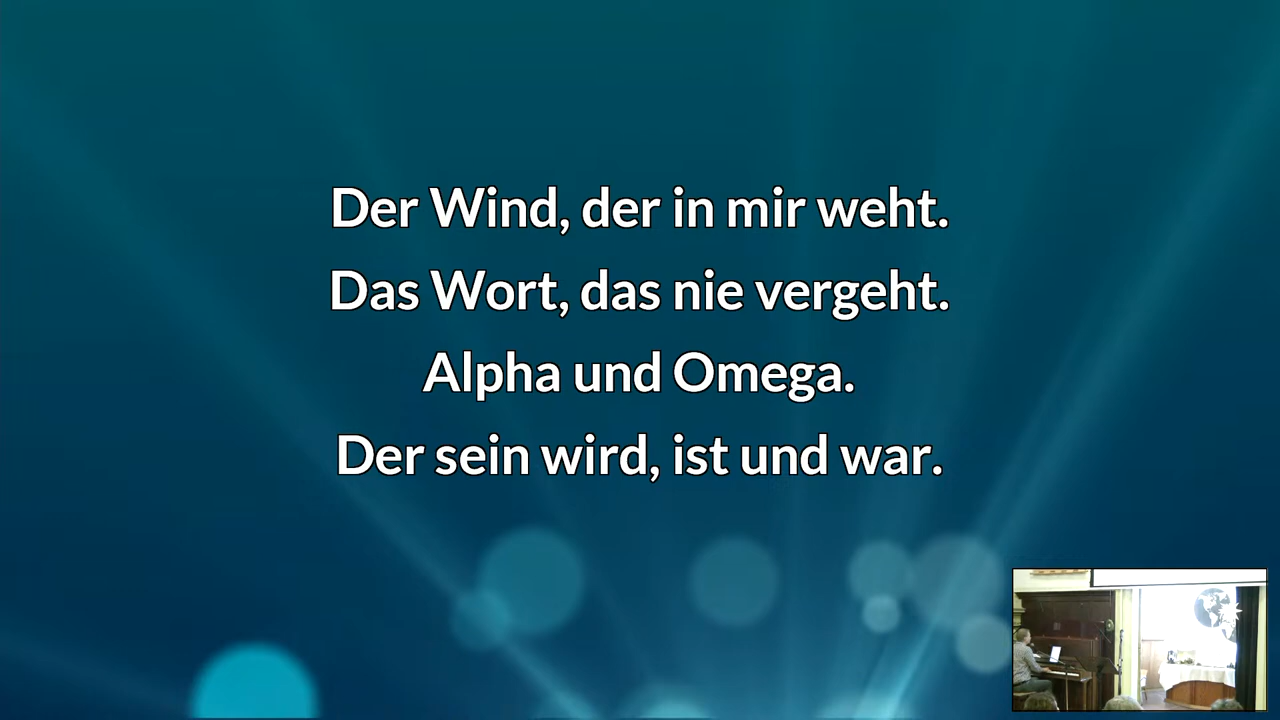 Der Wind, der in mir weht.
Das Wort, das nie vergeht.
Alpha und Omega.
Der sein wird, ist und war.